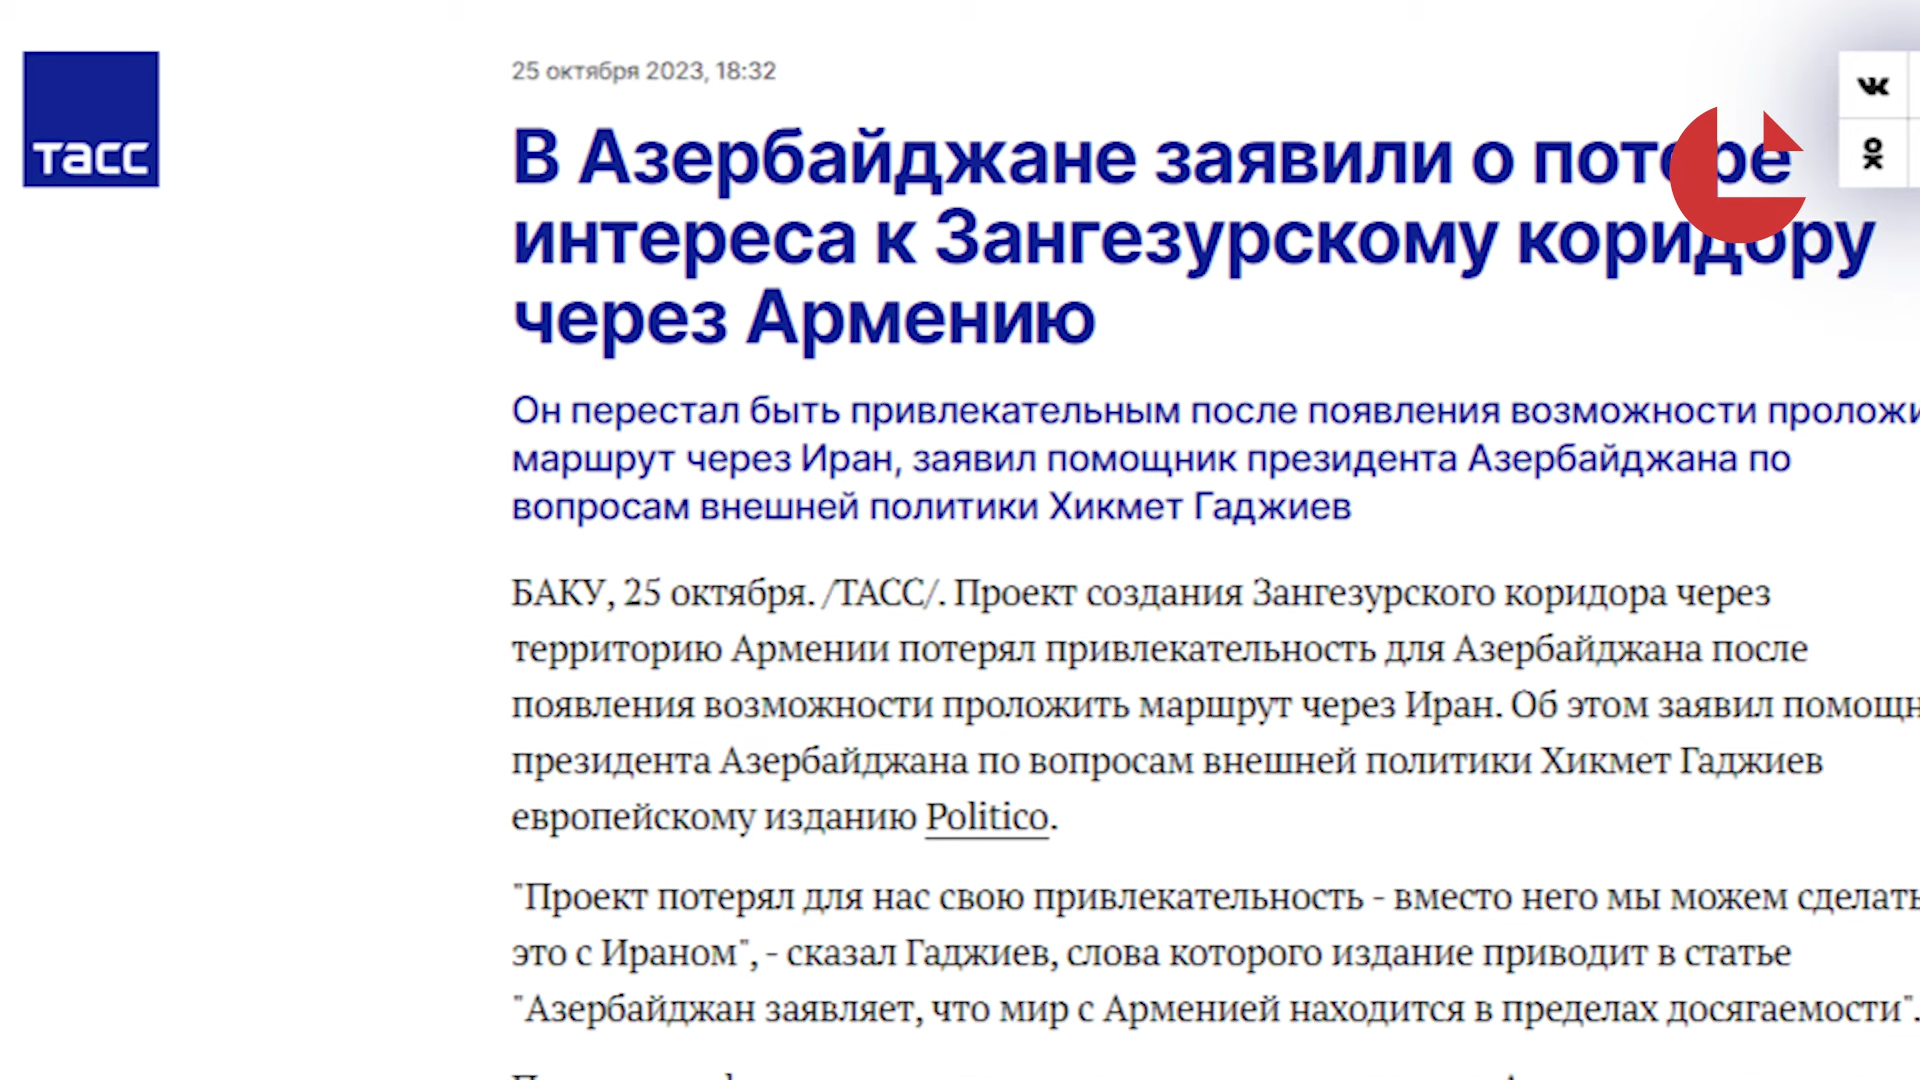 25 октября 2023, 18:32
тасс
В Азербайджане заявили о потере
интереса к Зангезурскому коридору
через Армению
Он перестал быть привлекательным после появления возможности
маршрут через Иран, заявил помощник президента Азербайджана по
вопросам внешней политики Хикмет Гаджиев
БАКУ, 25 октября. /ТАСС/. Проект создания Зангезурского коридора через
территорию Армении потерял привлекательность для Азербайджана после
появления возможности проложить маршрут через Иран. Об этом заявил
президента Азербайджана по вопросам внешней политики Хикмет Гаджиев
европейскому изданию Politico.
"Проект потерял для нас свою привлекательность - вместо него мы можем сделать
это с Ираном", - сказал Гаджиев, слова которого издание приводит в статье
"Азербайджан заявляет, что мир с Арменией находится в пределах досягаемости".